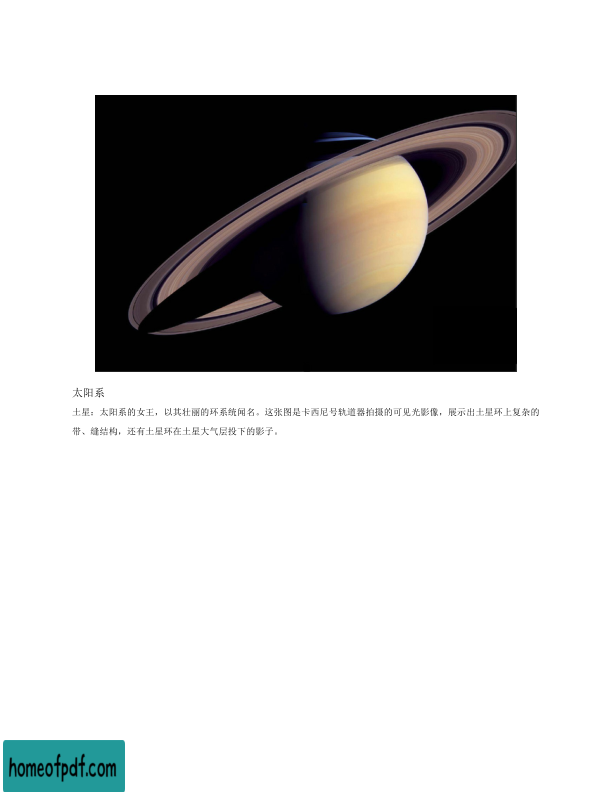 太阳系
土星：太阳系的女王，以其壮丽的环系统闻名。这张图是卡西尼号轨道器拍摄的可见光影像，展示出土星环上复杂的
带、缝结构，还有土星环在土星大气层投下的影子。
homeofpdf.com